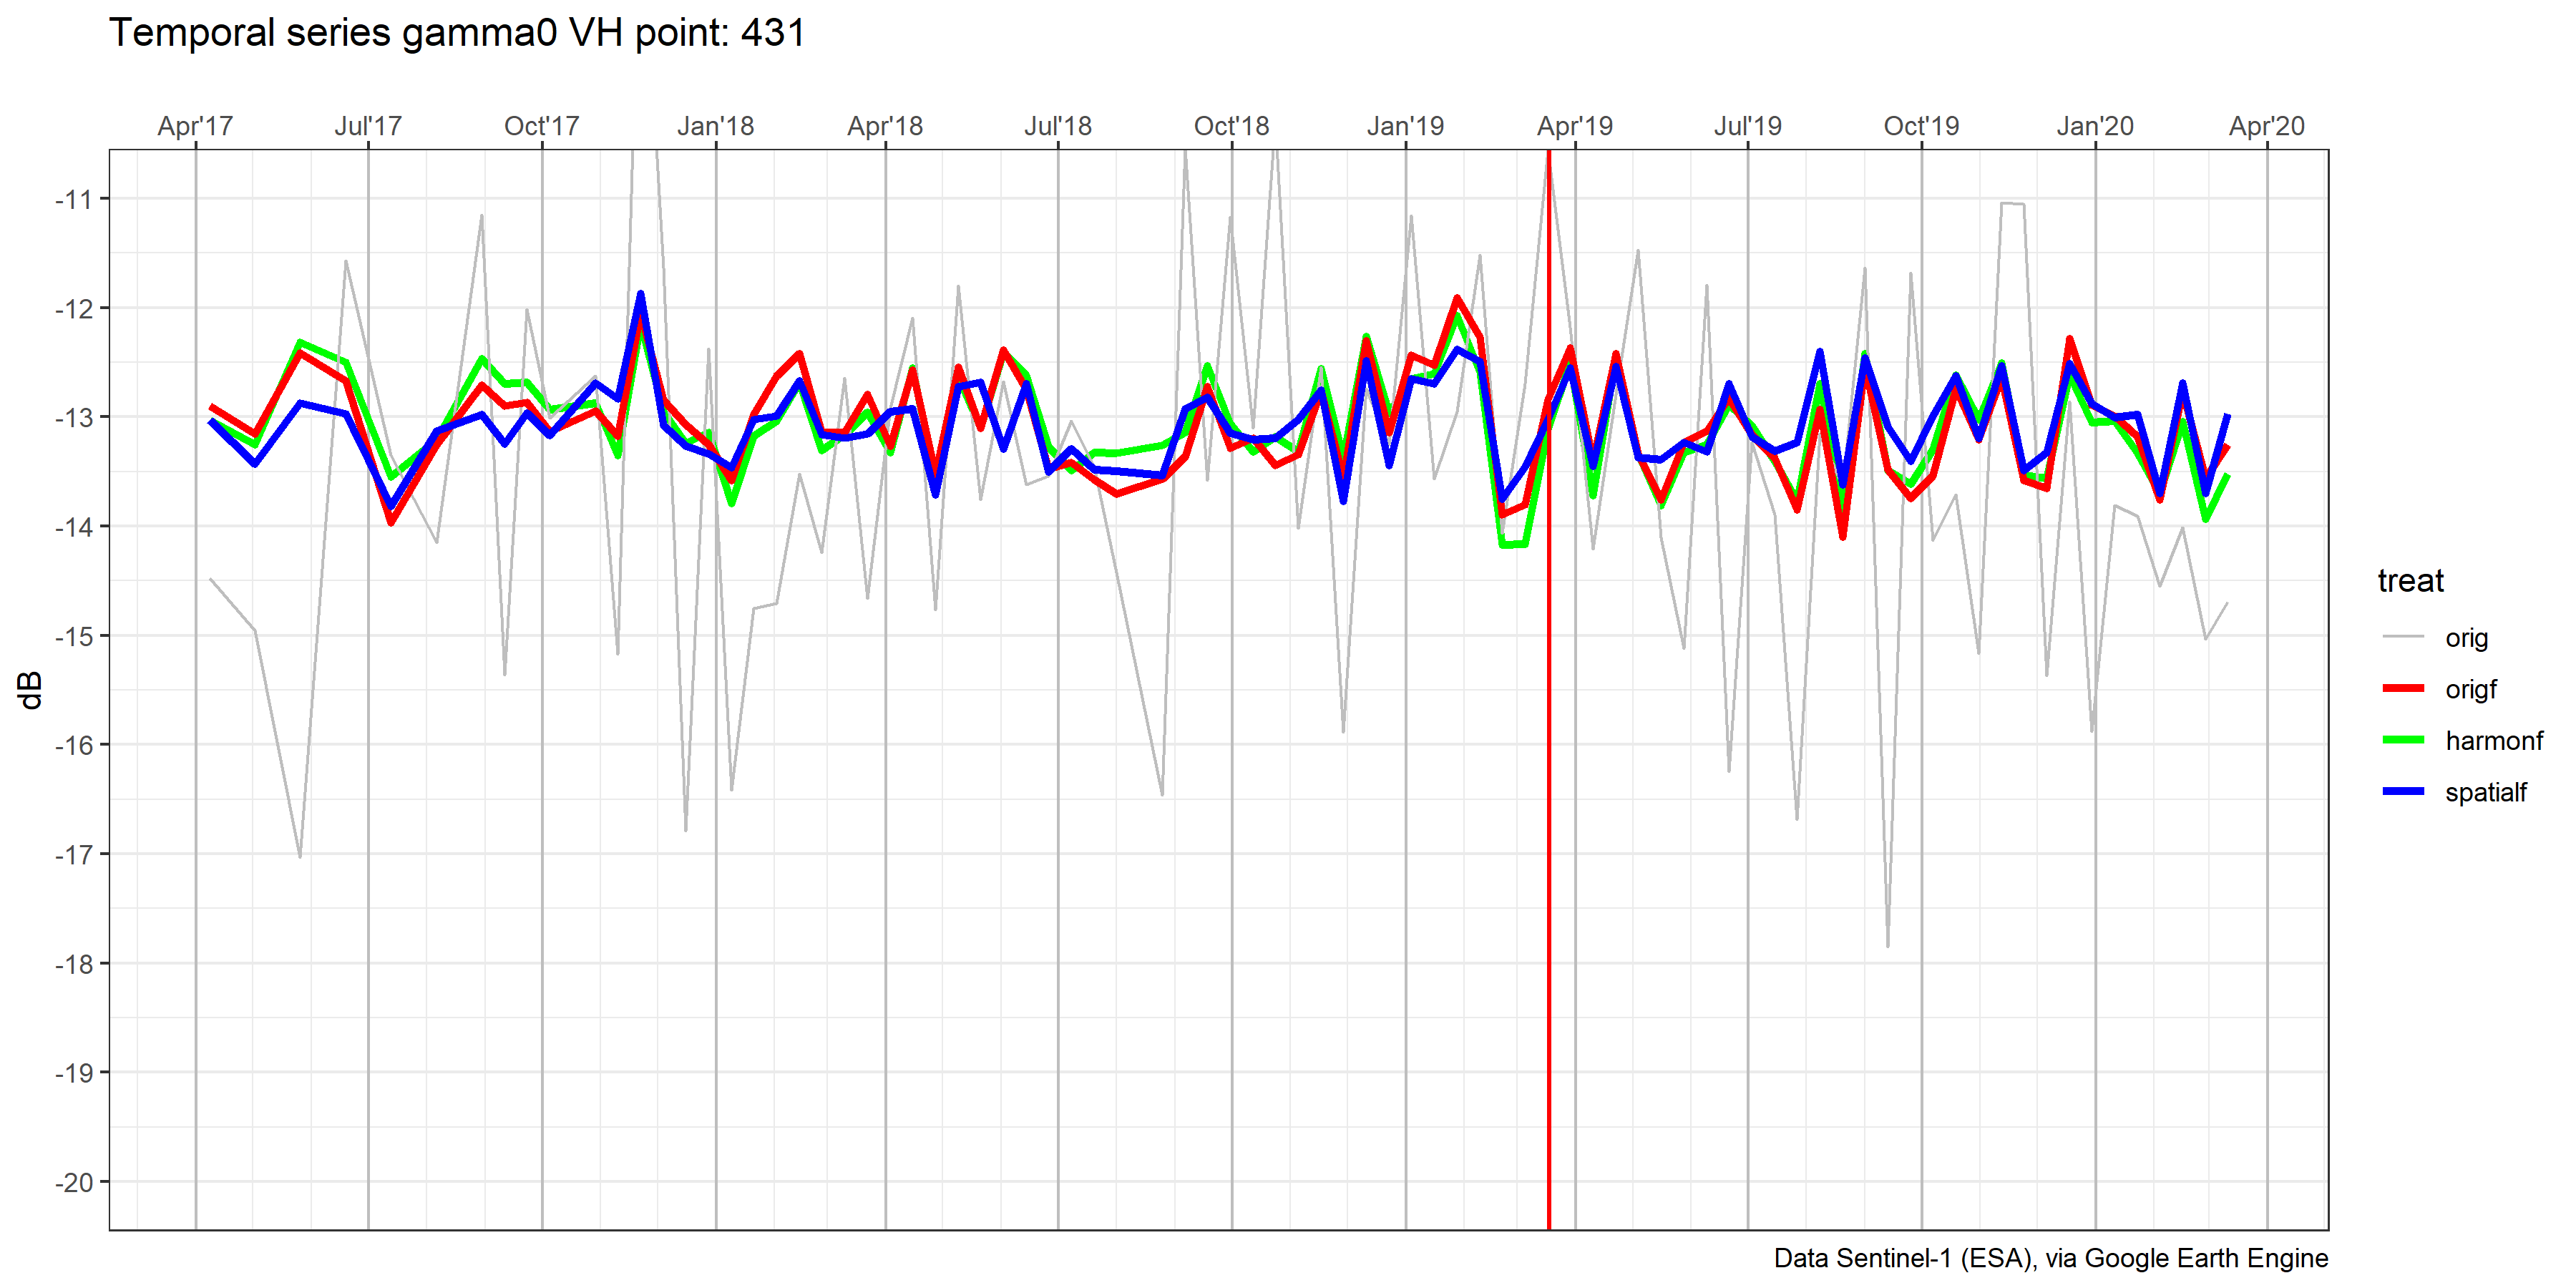 Temporal series gamma0 VH point: 431
Apr'17 Jul'17 Oct'17 Jan'18 Apr'18 Jul'18 Oct'18 Jan'19 Apr'19 Jul'19 Oct'19 Jan'20 Apr'20
-11
-12
-13
-14
-15
-16
-17
-18
-19
-20
dB
treat
orig
origf
harmonf
spatialf
Data Sentinel-1 (ESA), via Google Earth Engine